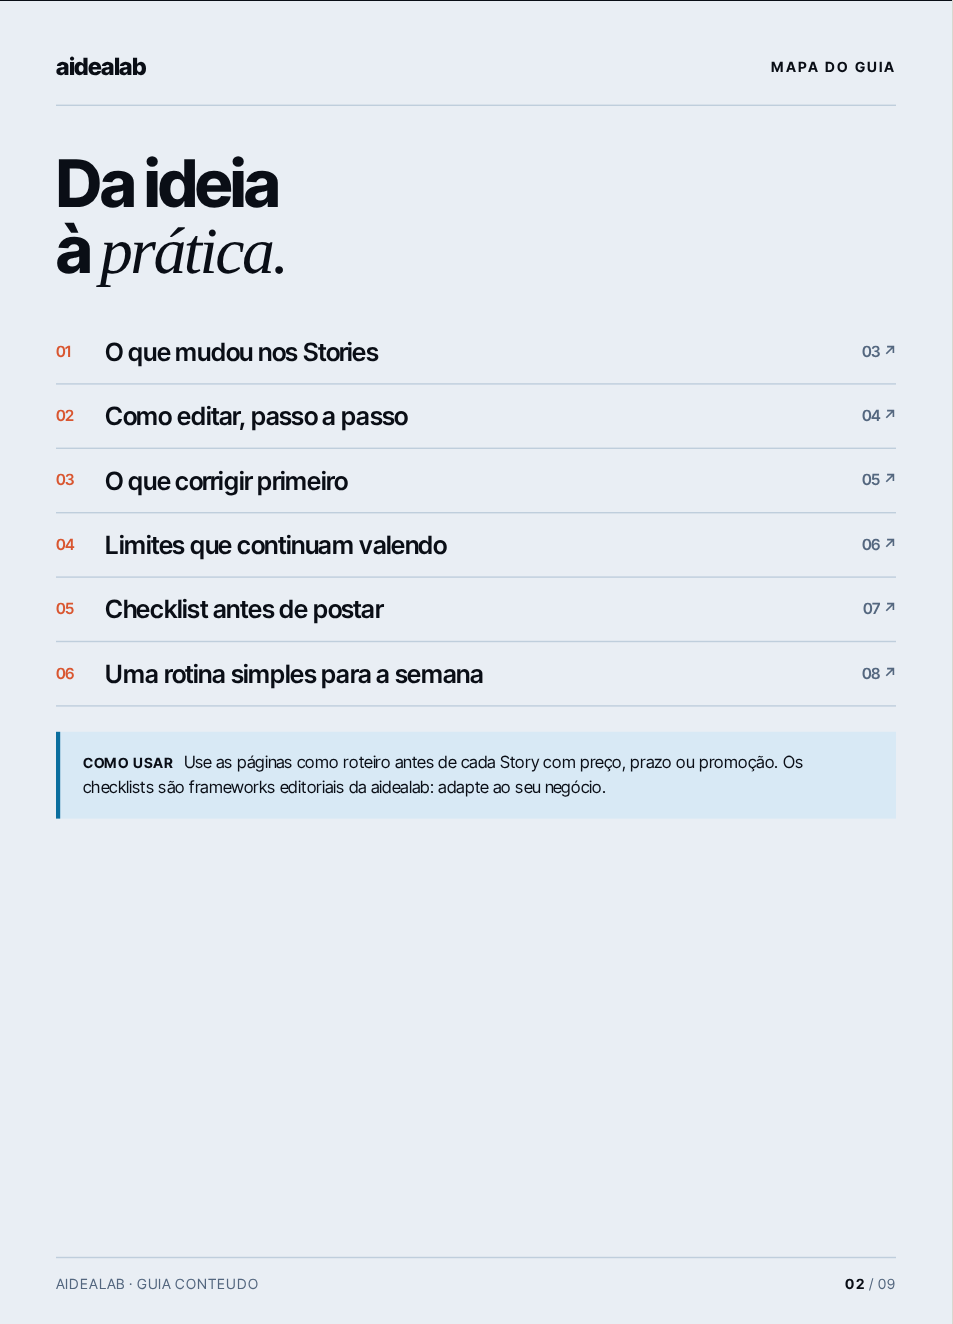 aidealab
MAPA DO GUIA
Da ideia
à prática.
01 O que mudou nos Stories 03 ↗
02 Como editar, passo a passo 04 ↗
03 O que corrigir primeiro 05 ↗
04 Limites que continuam valendo 06 ↗
05 Checklist antes de postar 07 ↗
06 Uma rotina simples para a semana 08 ↗
COMO USAR Use as páginas como roteiro antes de cada Story com preço, prazo ou promoção. Os
checklists são frameworks editoriais da aidealab: adapte ao seu negócio.
AIDEALAB · GUIA CONTEUDO
02 / 09